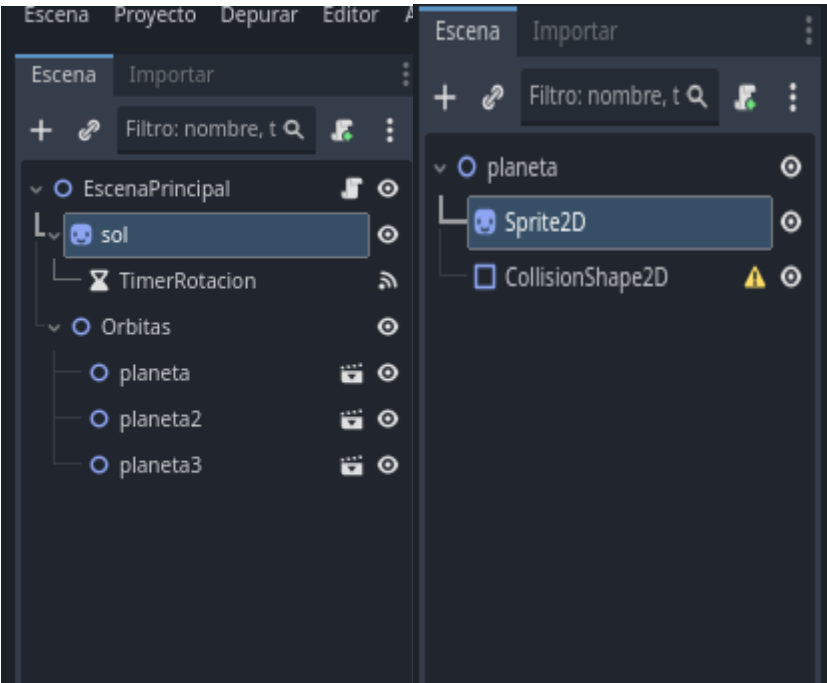 Escena Proyecto Depurar Editor
Escena Importar
Filtro: nombre, t
EscenaPrincipal
sol
TimerRotacion
Orbitas
planeta
planeta2
planeta3
Escena Importar
Filtro: nombre, t
planeta
Sprite2D
CollisionShape2D